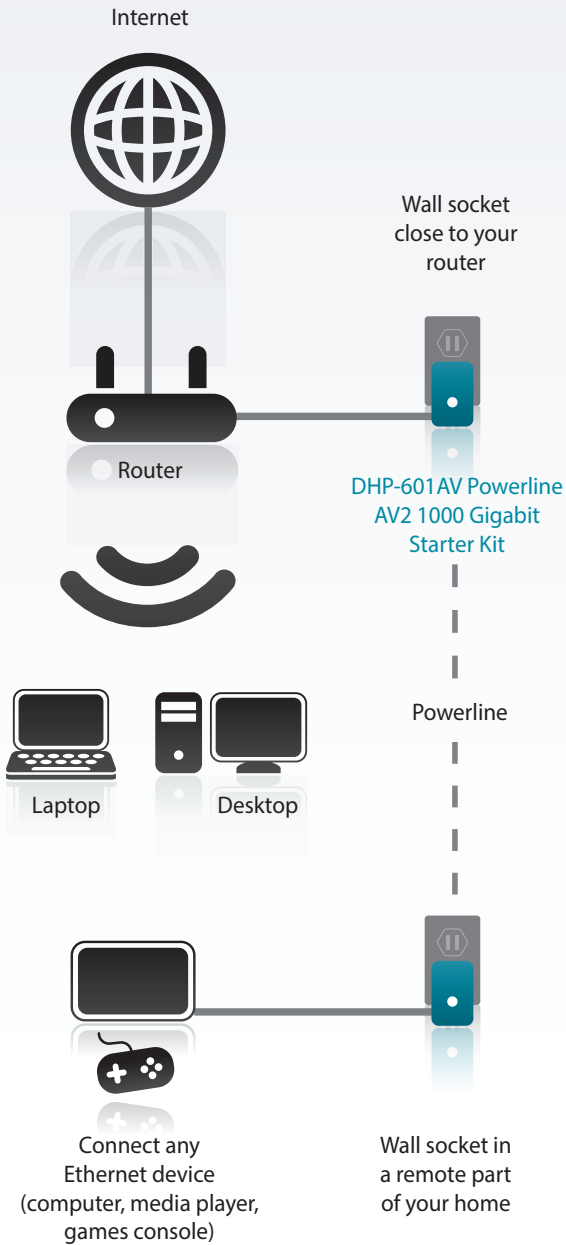 Internet
Wall socket
close to your
router
Router
DHP-601AV Powerline
AV2 1000 Gigabit
Starter Kit
Powerline
Laptop
Desktop
Connect any
Ethernet device
(computer, media player,
games console)
Wall socket in
a remote part
of your home